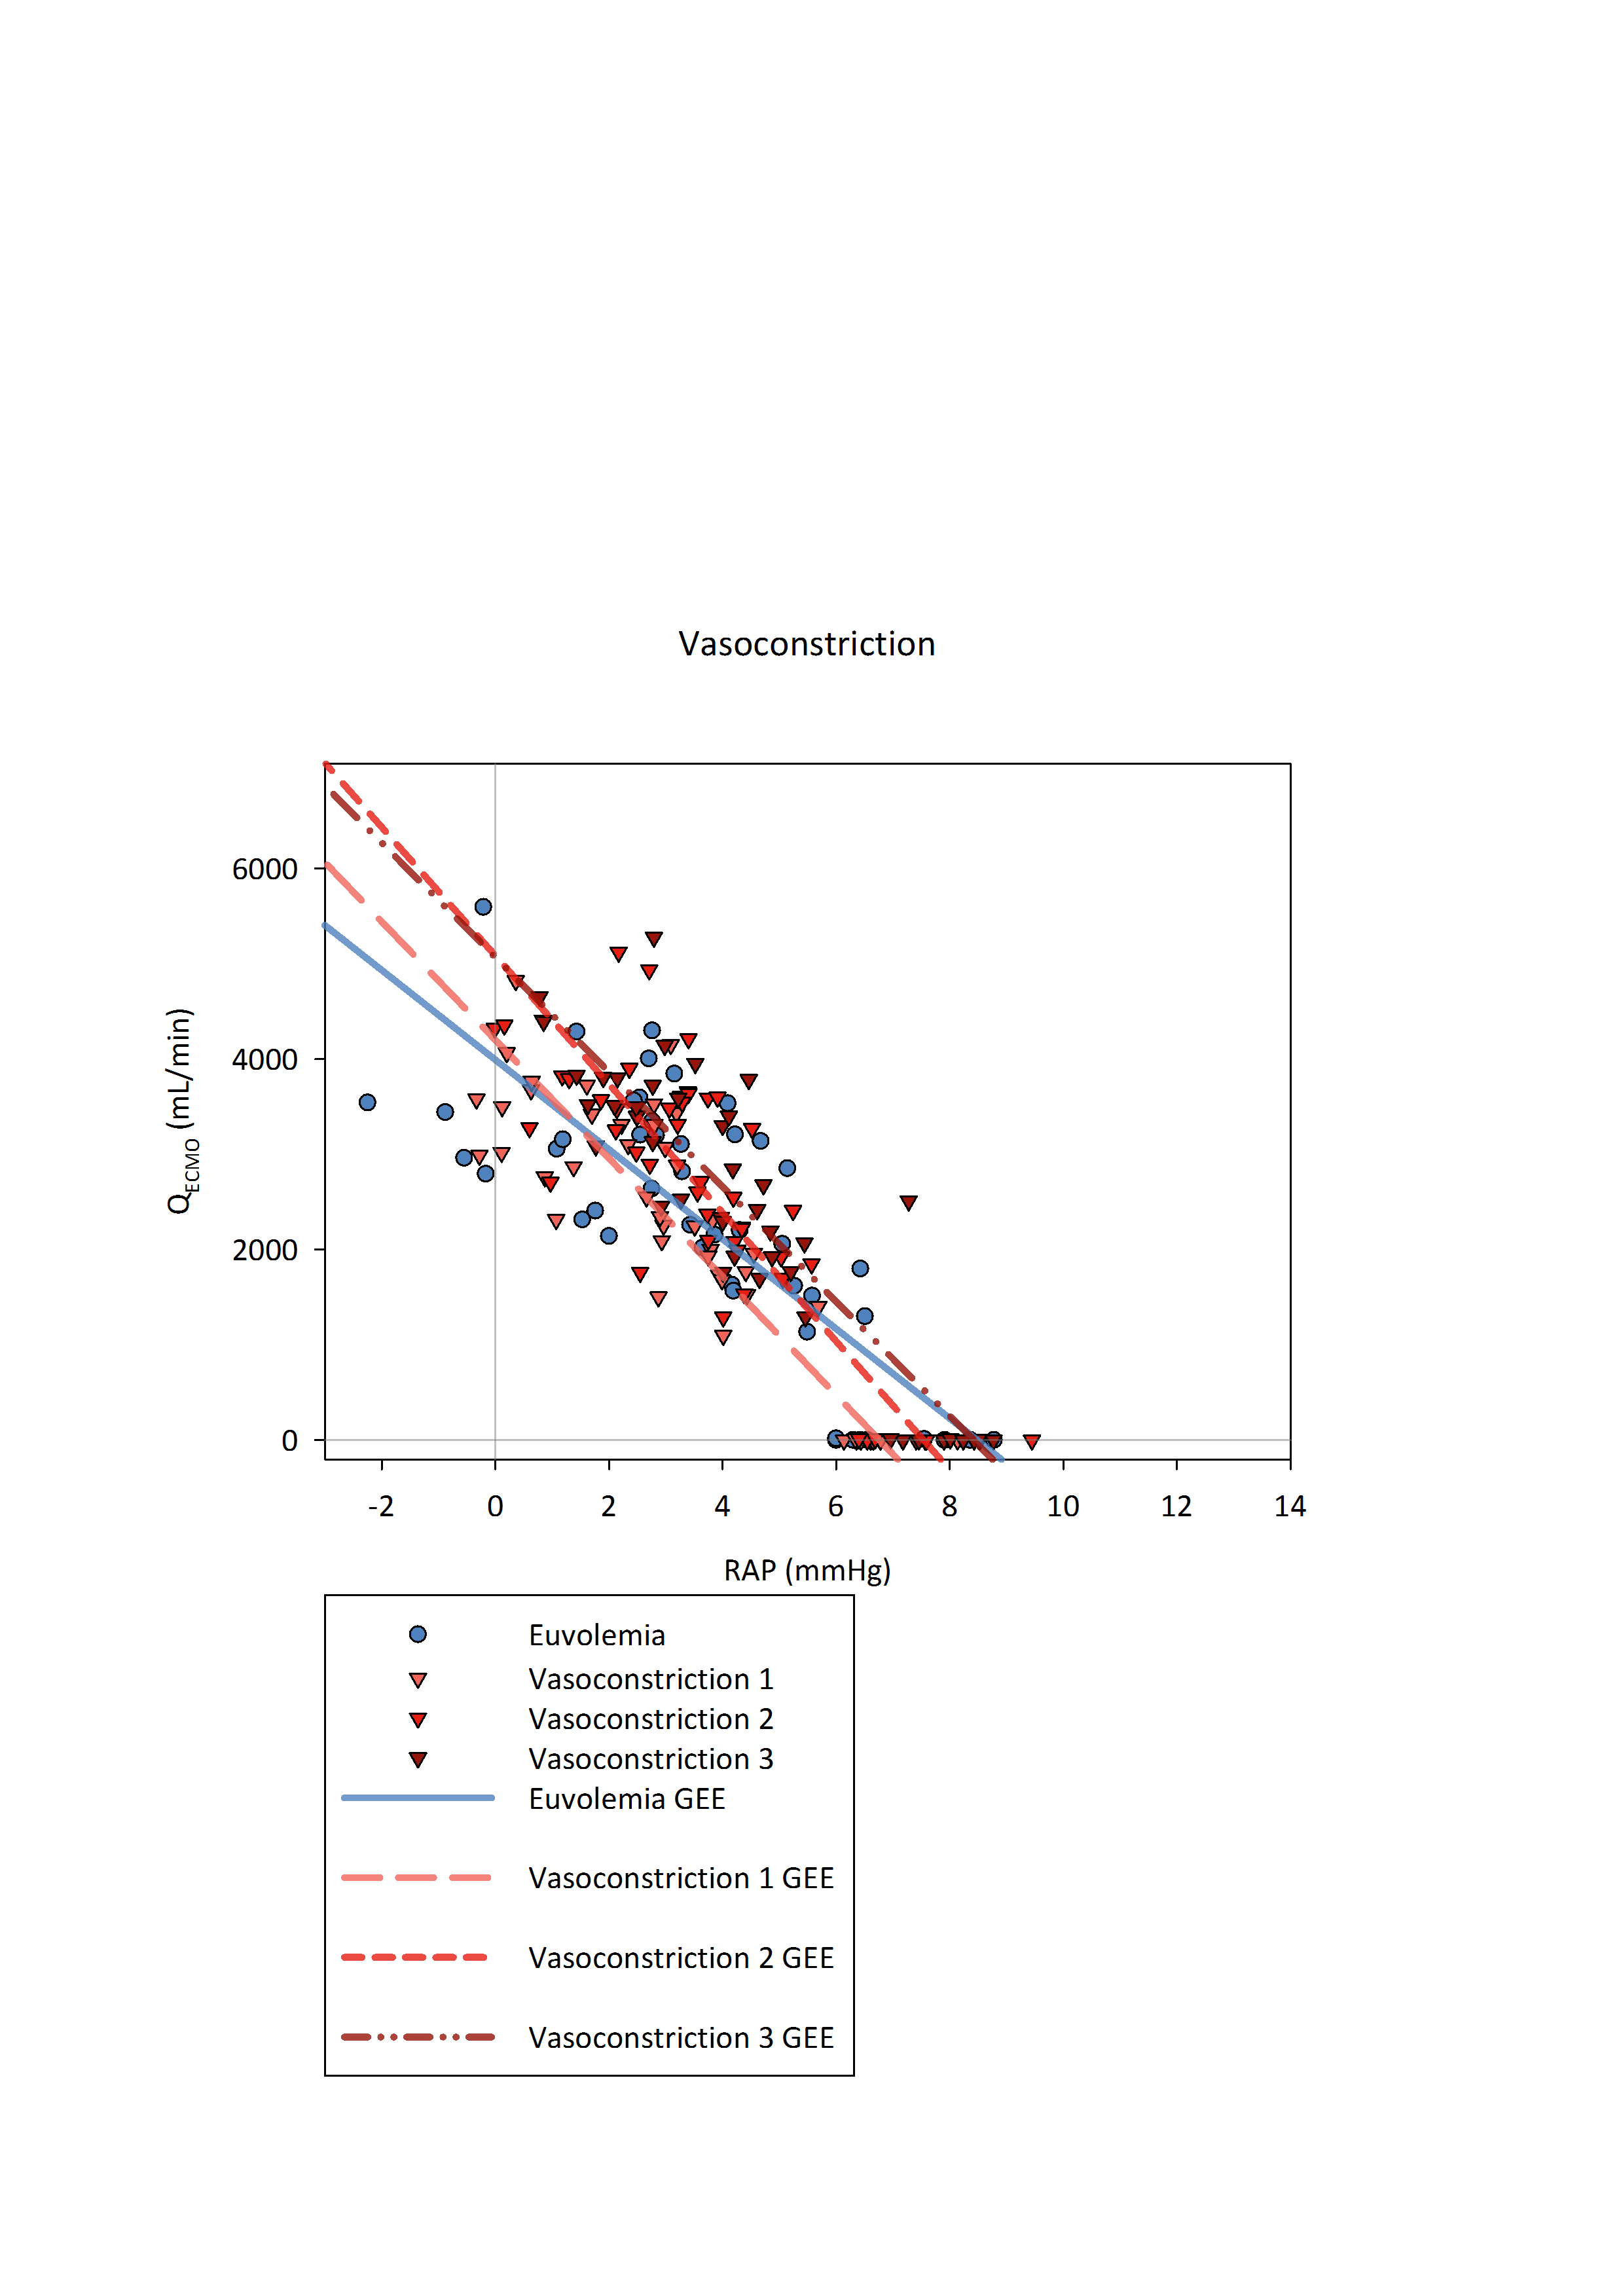 Vasoconstriction
6000
4000
2000
0
QECMO (mL/min)
-2 0 2 4 6 8 10 12 14
RAP (mmHg)
Euvolemia
Vasoconstriction 1
Vasoconstriction 2
Vasoconstriction 3
Euvolemia GEE
Vasoconstriction 1 GEE
Vasoconstriction 2 GEE
Vasoconstriction 3 GEE